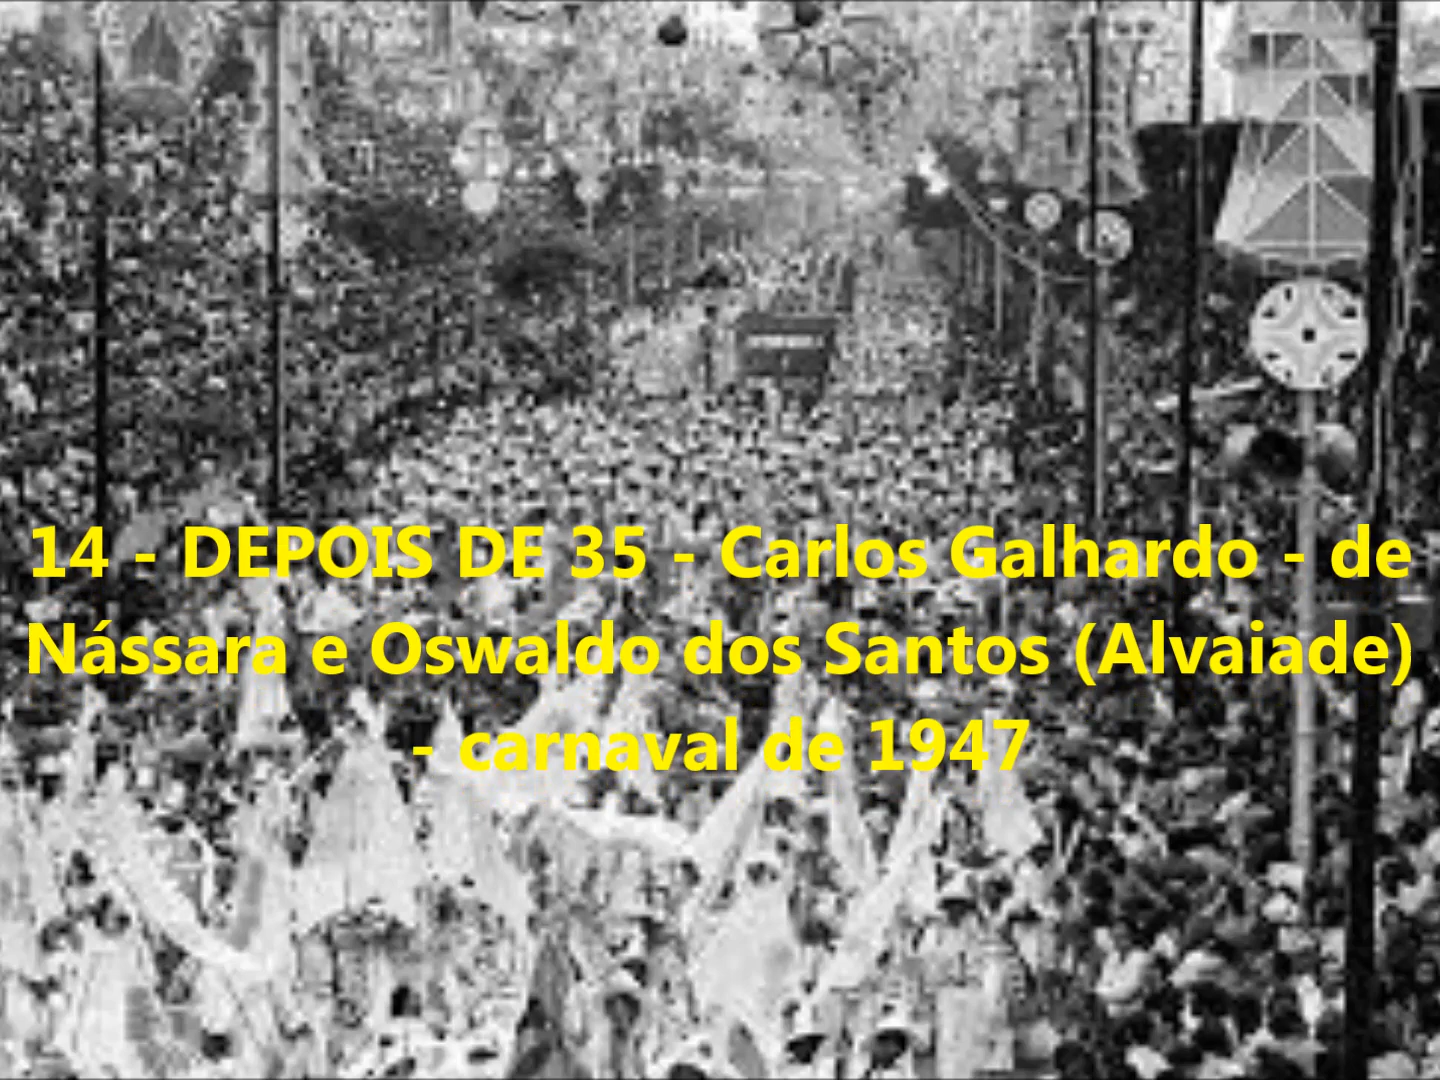 14 - DEPOIS DE 35 - Carlos Galhardo - de
Nássara e Oswaldo dos Santos (Alvaiade)
- carnaval de 1947